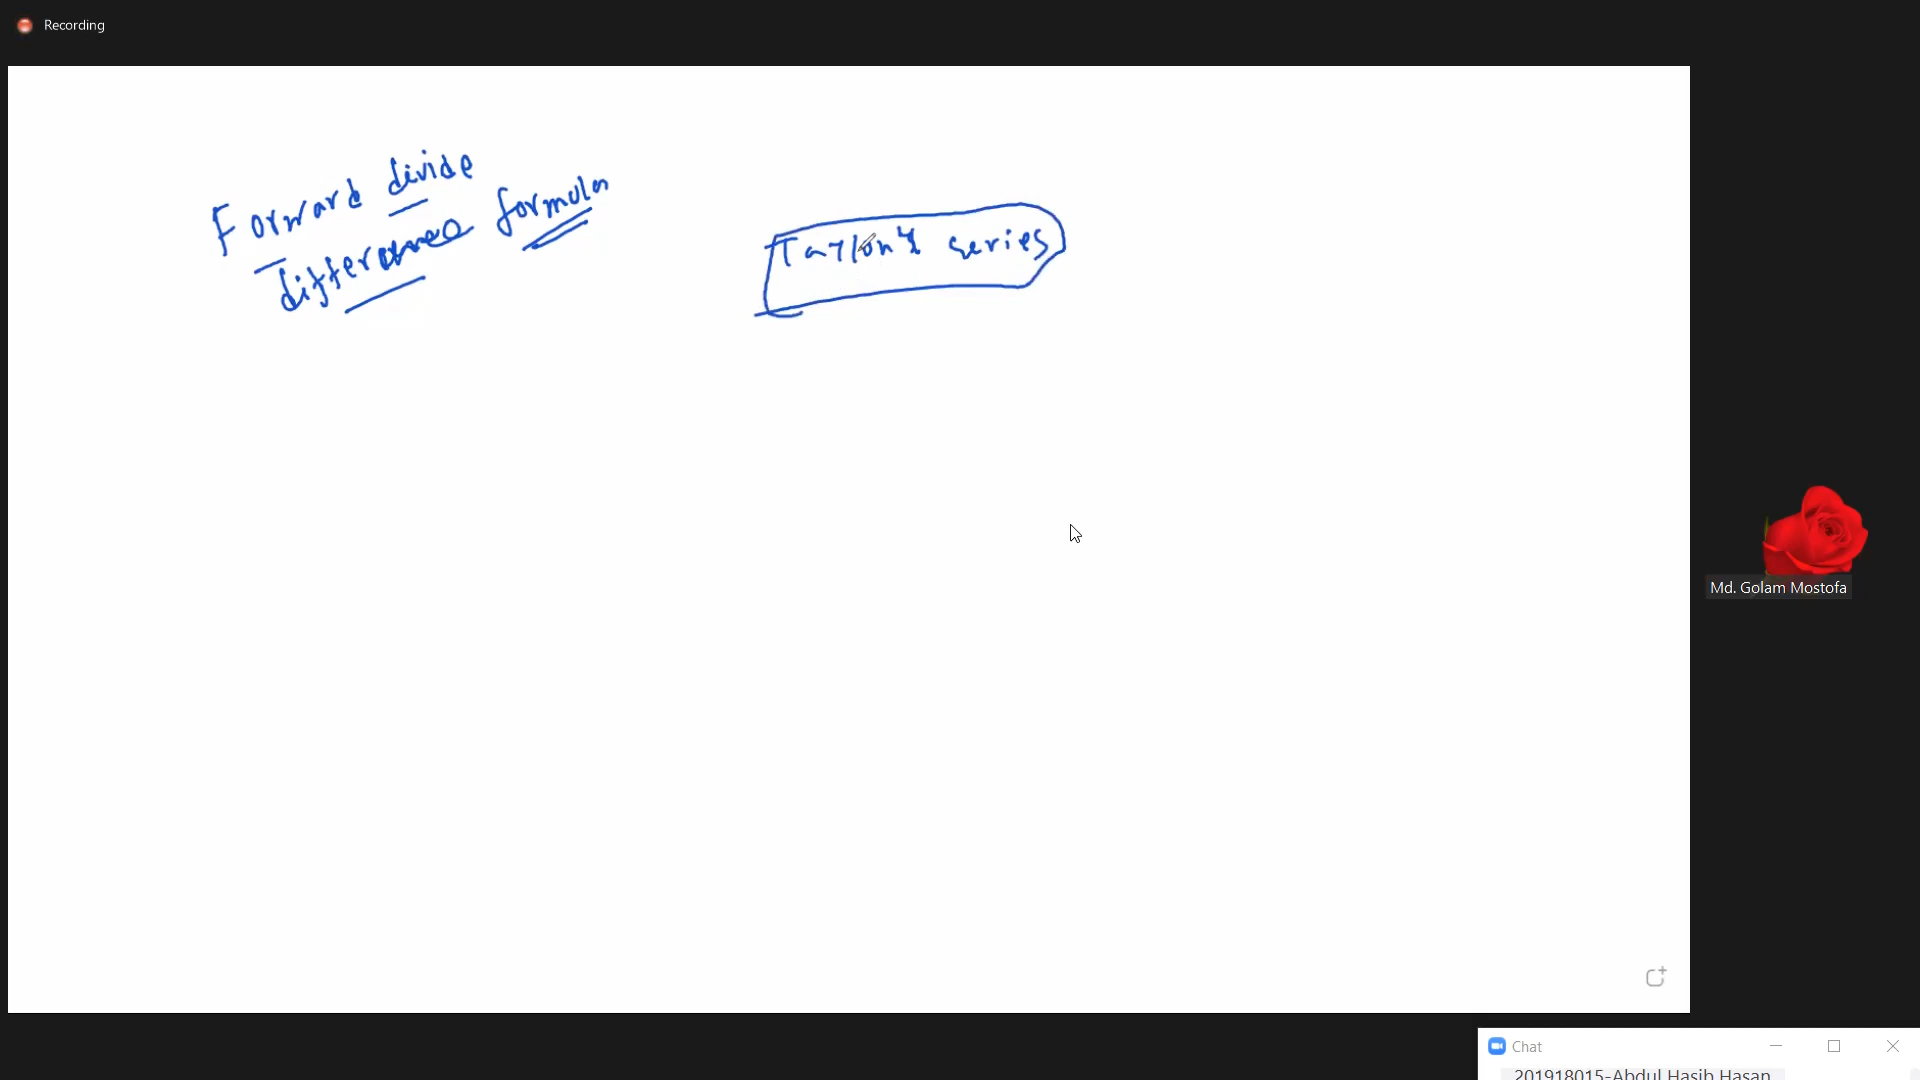 Recording
Forward divide
difference formula
Taylor's series
Md. Golam Mostofa
Chat
201918015-Abdul Hasib Hasan